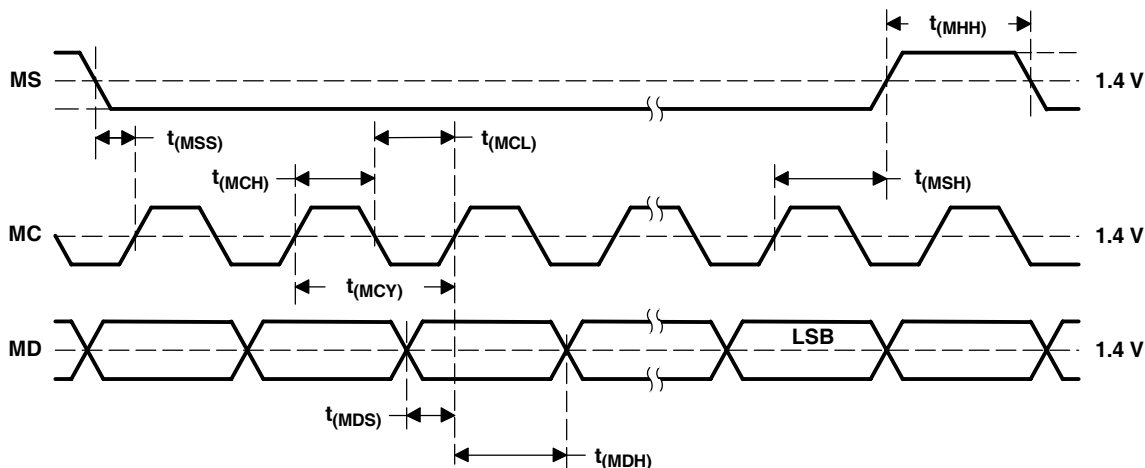 t(MHH)
MS
1.4 V
t(MSS)
t(MCL)
t(MCH)
t(MSH)
MC
1.4 V
t(MCY)
MD
LSB
1.4 V
t(MDS)
t(MDH)